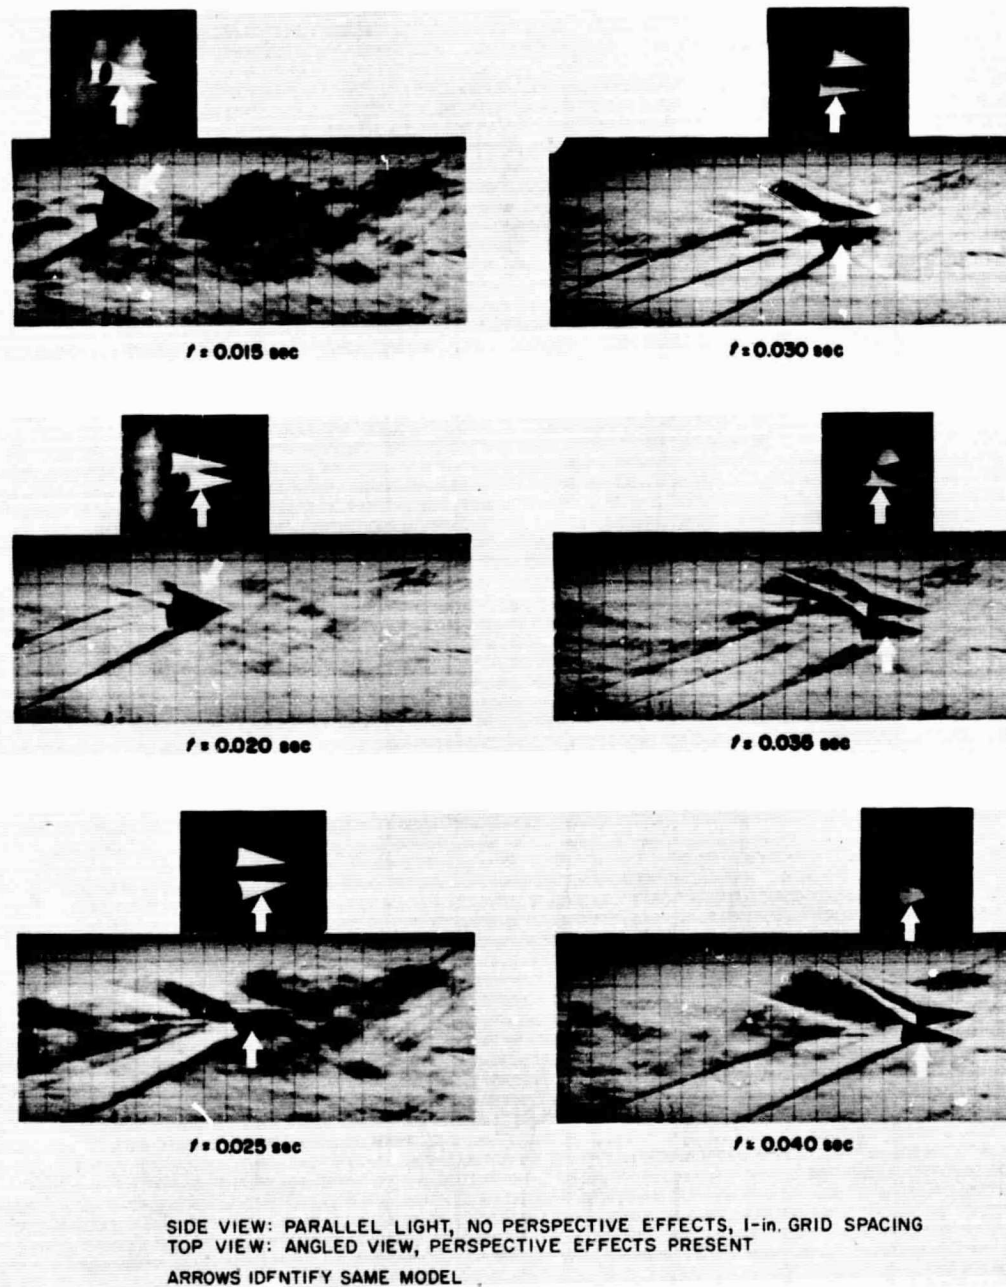 t = 0.015 sec
t = 0.030 sec
t = 0.020 sec
t = 0.035 sec
t = 0.025 sec
t = 0.040 sec
SIDE VIEW: PARALLEL LIGHT, NO PERSPECTIVE EFFECTS, 1-in. GRID SPACING
TOP VIEW: ANGLED VIEW, PERSPECTIVE EFFECTS PRESENT
ARROWS IDENTIFY SAME MODEL